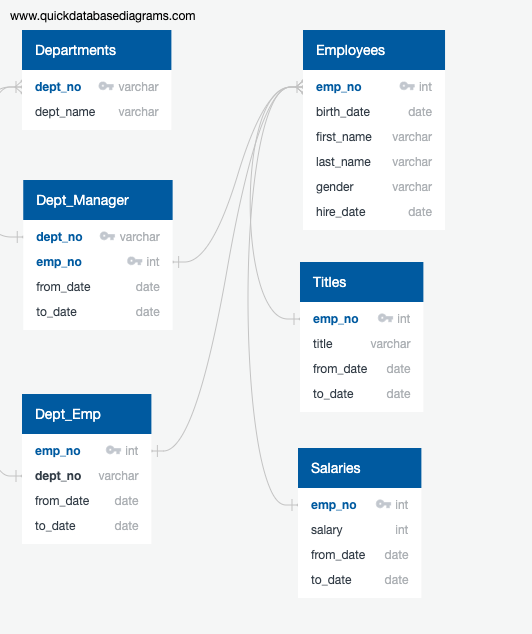 www.quickdatabasediagrams.com
Departments
dept_no varchar
dept_name varchar
Dept_Manager
dept_no varchar
emp_no int
from_date date
to_date date
Dept_Emp
emp_no int
dept_no varchar
from_date date
to_date date
Employees
emp_no int
birth_date date
first_name varchar
last_name varchar
gender varchar
hire_date date
Titles
emp_no int
title varchar
from_date date
to_date date
Salaries
emp_no int
salary int
from_date date
to_date date